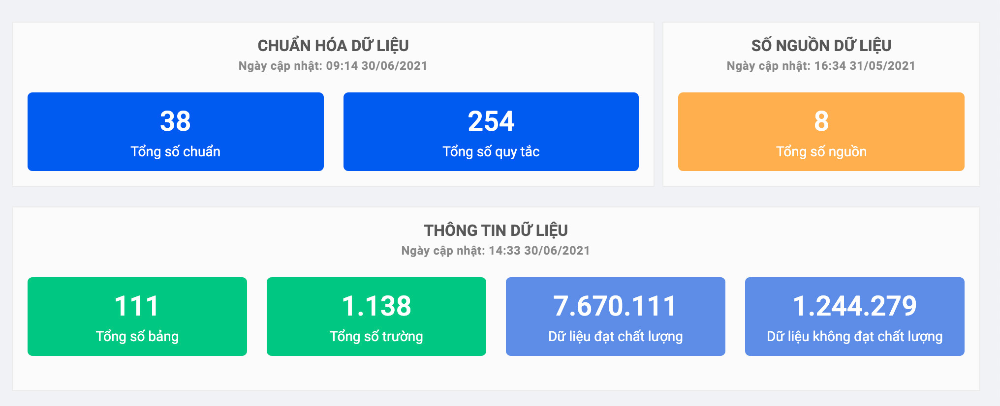 CHUẨN HÓA DỮ LIỆU
Ngày cập nhật: 09:14 30/06/2021
38
Tổng số chuẩn
254
Tổng số quy tắc
SỐ NGUỒN DỮ LIỆU
Ngày cập nhật: 16:34 31/05/2021
8
Tổng số nguồn
THÔNG TIN DỮ LIỆU
Ngày cập nhật: 14:33 30/06/2021
111
Tổng số bảng
1.138
Tổng số trường
7.670.111
Dữ liệu đạt chất lượng
1.244.279
Dữ liệu không đạt chất lượng